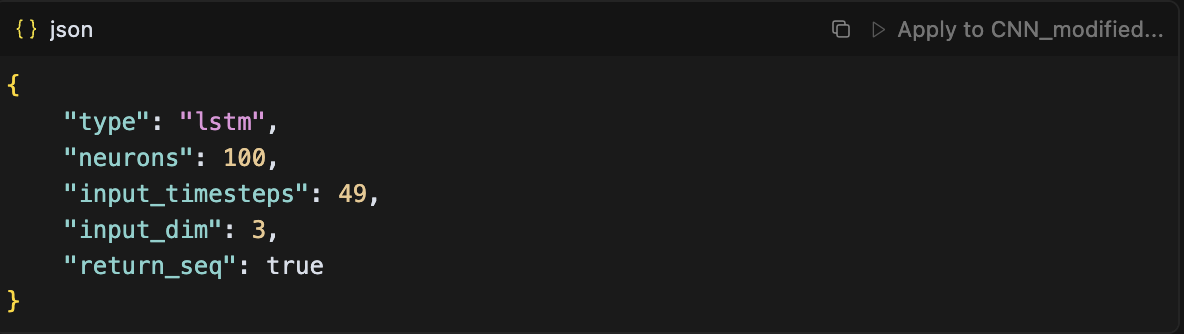 {} json Apply to CNN_modified...
{
    "type": "lstm",
    "neurons": 100,
    "input_timesteps": 49,
    "input_dim": 3,
    "return_seq": true
}